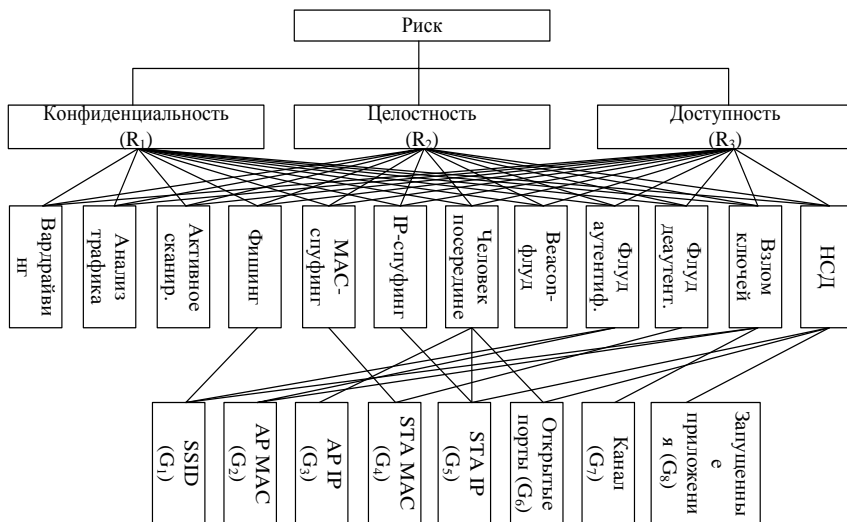 Риск
Конфиденциальность
(R₁)
Целостность
(R₂)
Доступность
(R₃)
Вардрайви
нг
Анализ
трафика
Активное
сканир.
Фишинг
MAC-
спуфинг
IP-спуфинг
Человек
посередине
Beacon-
флуд
Флуд
аутентиф.
Флуд
деаутент.
Взлом
ключей
НСД
SSID
(G₁)
AP MAC
(G₂)
AP IP
(G₃)
STA MAC
(G₄)
STA IP
(G₅)
Открытые
порты (G₆)
Канал
(G₇)
Запущенны
е
приложени
я (G₈)